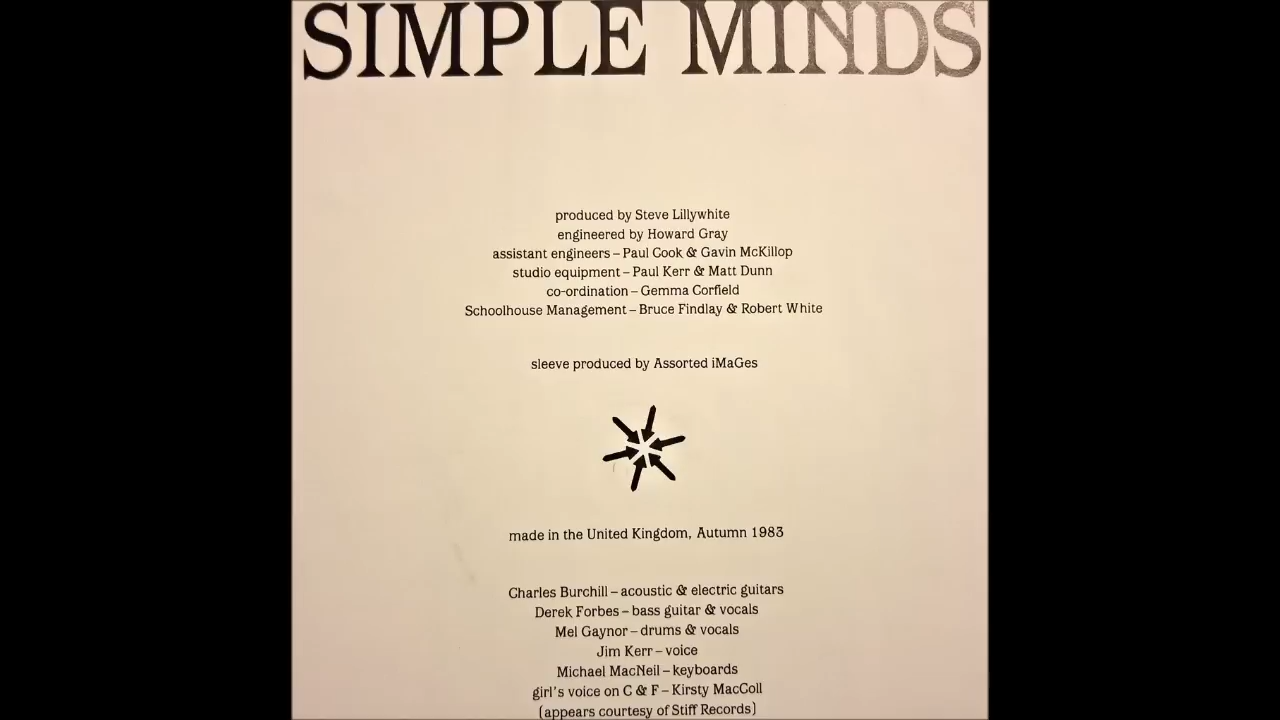 SIMPLE MINDS
produced by Steve Lillywhite
engineered by Howard Gray
assistant engineers – Paul Cook & Gavin McKillop
studio equipment – Paul Kerr & Matt Dunn
co-ordination – Gemma Corfield
Schoolhouse Management – Bruce Findlay & Robert White
sleeve produced by Assorted iMaGes
made in the United Kingdom, Autumn 1983
Charles Burchill – acoustic & electric guitars
Derek Forbes – bass guitar & vocals
Mel Gaynor – drums & vocals
Jim Kerr – voice
Michael MacNeil – keyboards
girl's voice on C & F – Kirsty MacColl
(appears courtesy of Stiff Records)